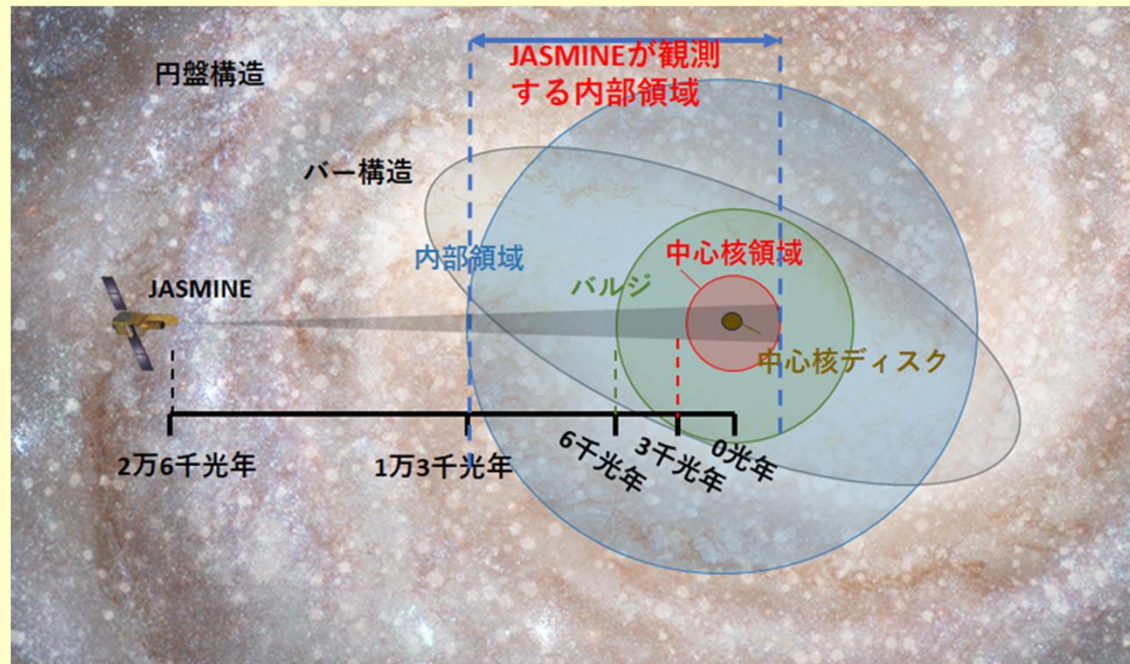 円盤構造
JASMINEが観測
する内部領域
バー構造
内部領域
中心核領域
バルジ
JASMINE
中心核ディスク
2万6千光年
1万3千光年
6千光年
3千光年
0光年